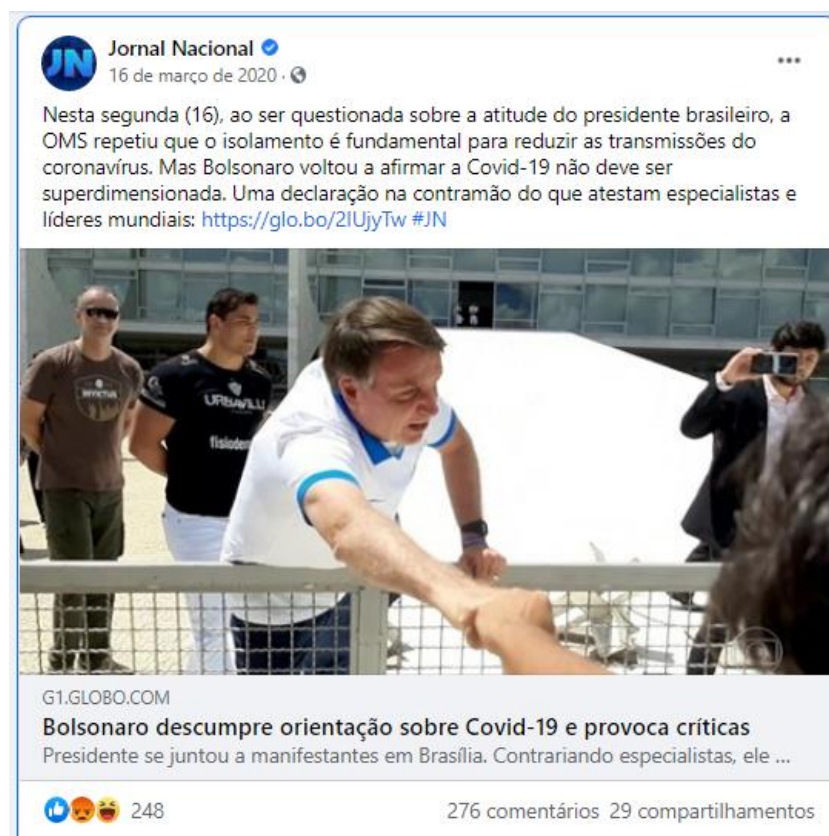 JN
Jornal Nacional
16 de março de 2020 ·
Nesta segunda (16), ao ser questionada sobre a atitude do presidente brasileiro, a
OMS repetiu que o isolamento é fundamental para reduzir as transmissões do
coronavírus. Mas Bolsonaro voltou a afirmar a Covid-19 não deve ser
superdimensionada. Uma declaração na contramão do que atestam especialistas e
líderes mundiais: https://glo.bo/2IUjyTw #JN
INVICTUS
fisiodem
G1.GLOBO.COM
Bolsonaro descumpre orientação sobre Covid-19 e provoca críticas
Presidente se juntou a manifestantes em Brasília. Contrariando especialistas, ele ...
248
276 comentários 29 compartilhamentos